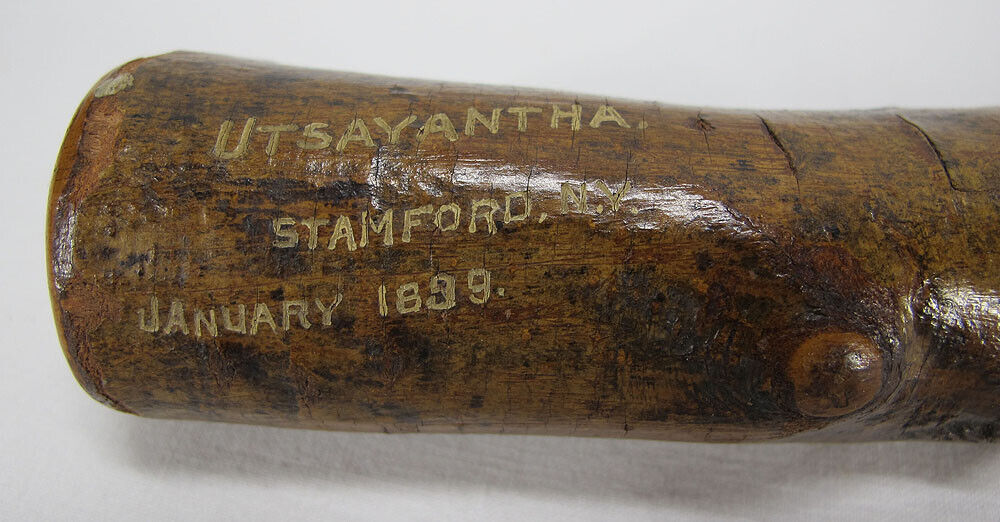 UTSAYANTHA.
STAMFORD, N.Y.
JANUARY 1899.